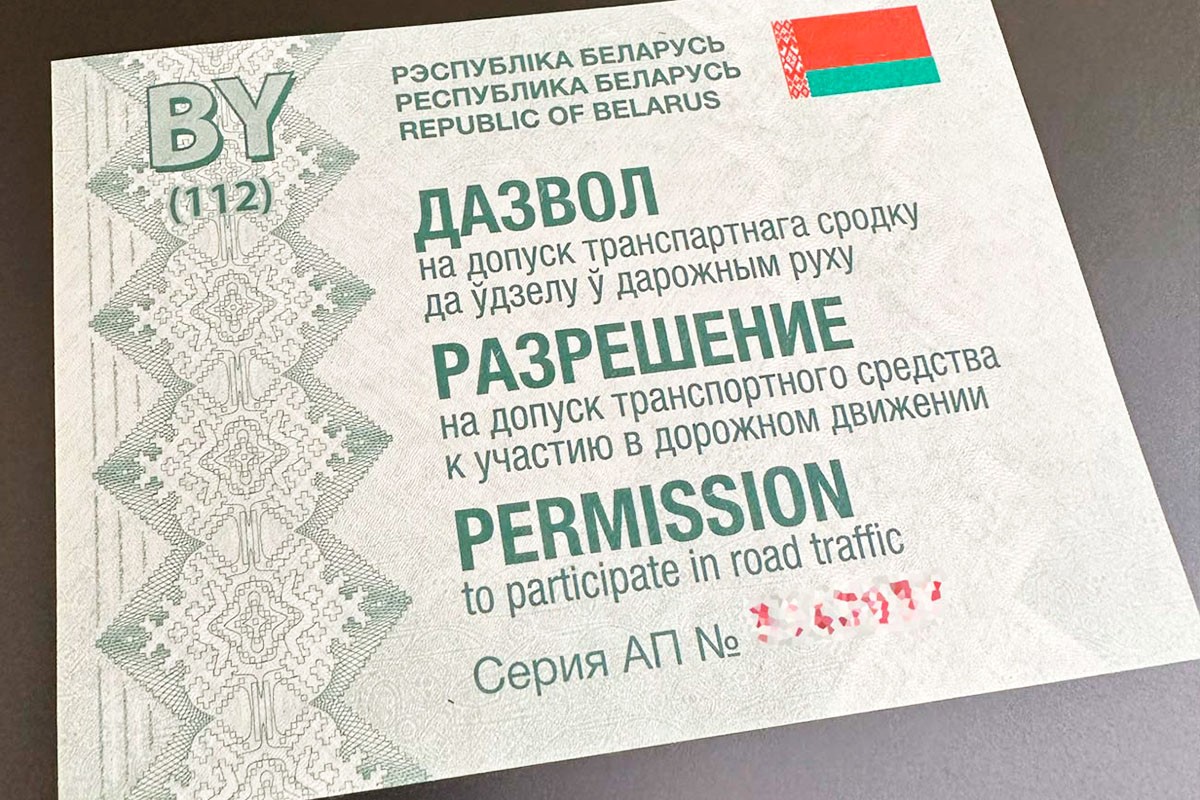 BY
(112)
РЭСПУБЛІКА БЕЛАРУСЬ
РЕСПУБЛИКА БЕЛАРУСЬ
REPUBLIC OF BELARUS
ДАЗВОЛ
на допуск транспартнага сродку
да ўдзелу ў дарожным руху
РАЗРЕШЕНИЕ
на допуск транспортного средства
к участию в дорожном движении
PERMISSION
to participate in road traffic
Серия АП №